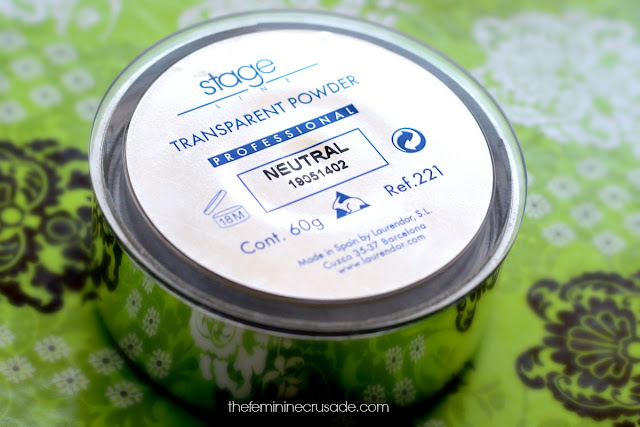 stage
LINE
TRANSPARENT POWDER
PROFESSIONAL
NEUTRAL
19051402
18M
Cont. 60g
Ref.221
Made in Spain by Laurendor, S.L.
Cuzco 35-37 Barcelona
www.laurendor.com
thefemininecrusade.com